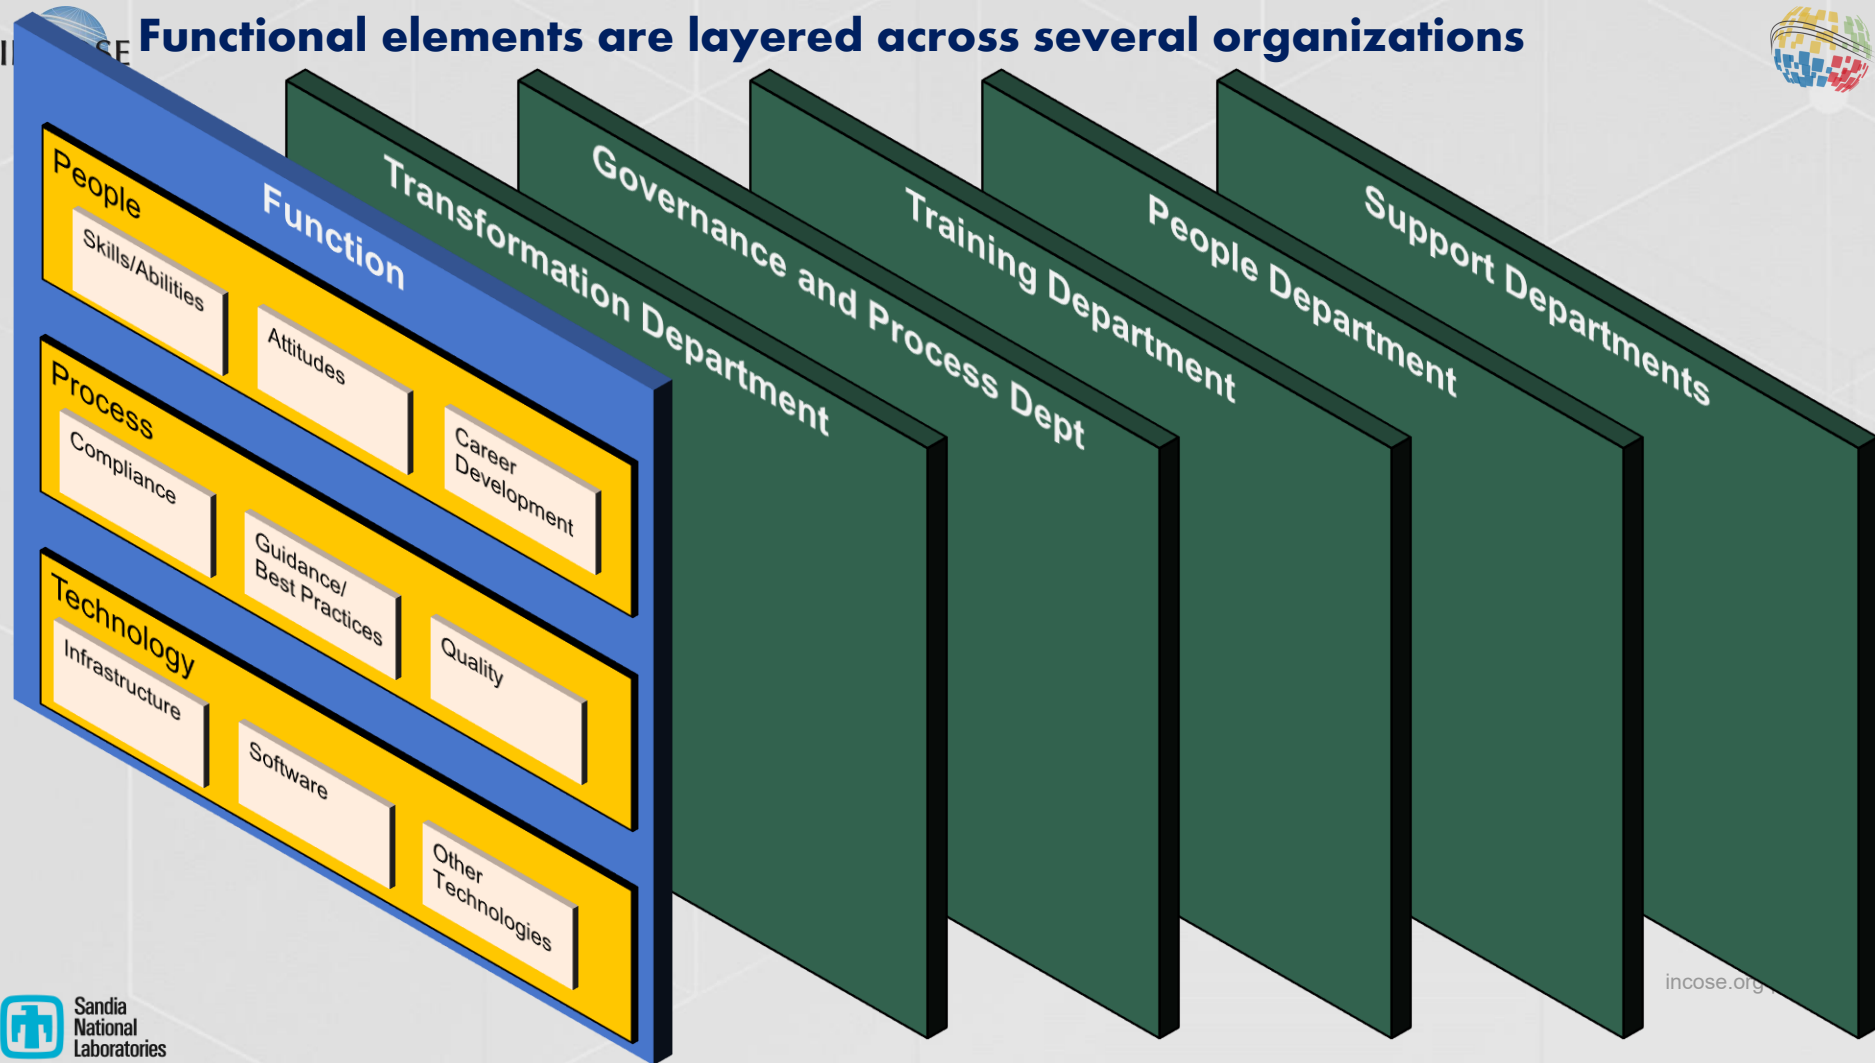 Functional elements are layered across several organizations
Function
People
Skills/Abilities
Attitudes
Career
Development
Process
Compliance
Guidance/
Best Practices
Quality
Technology
Infrastructure
Software
Other
Technologies
Transformation Department
Governance and Process Dept
Training Department
People Department
Support Departments
incose.org
Sandia
National
Laboratories